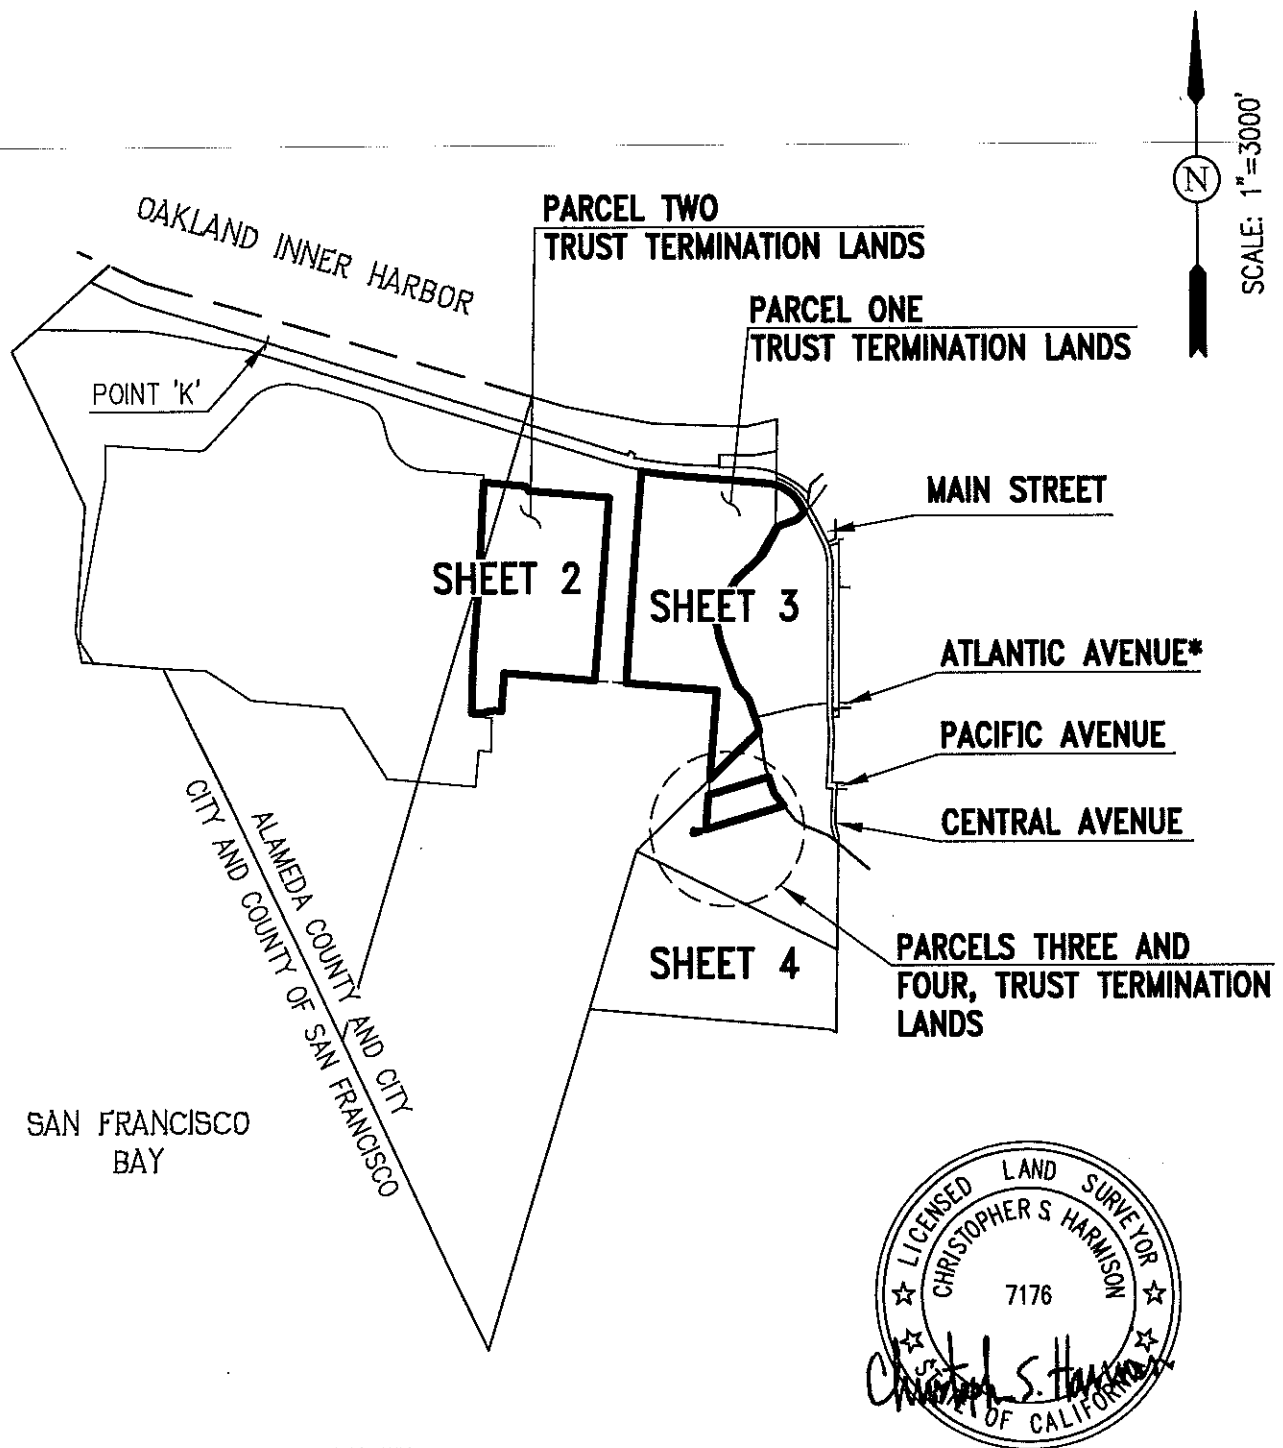 OAKLAND INNER HARBOR
PARCEL TWO
TRUST TERMINATION LANDS
N
SCALE: 1"=3000'
PARCEL ONE
TRUST TERMINATION LANDS
POINT 'K'
MAIN STREET
SHEET 2
SHEET 3
ATLANTIC AVENUE*
PACIFIC AVENUE
CENTRAL AVENUE
ALAMEDA COUNTY AND CITY
CITY AND COUNTY OF SAN FRANCISCO
SHEET 4
PARCELS THREE AND
FOUR, TRUST TERMINATION
LANDS
SAN FRANCISCO
BAY
LICENSED LAND SURVEYOR
CHRISTOPHER S. HARMISON
7176
Christoph S. Harmison
STATE OF CALIFORNIA